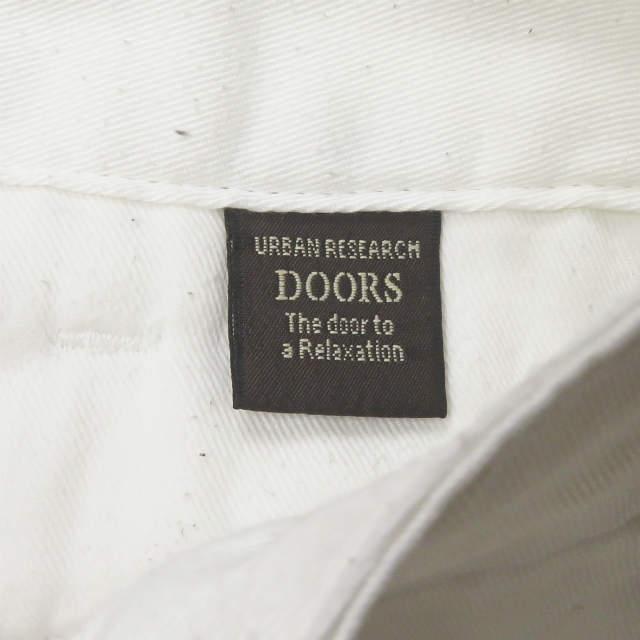 URBAN RESEARCH
DOORS
The door to
a Relaxation